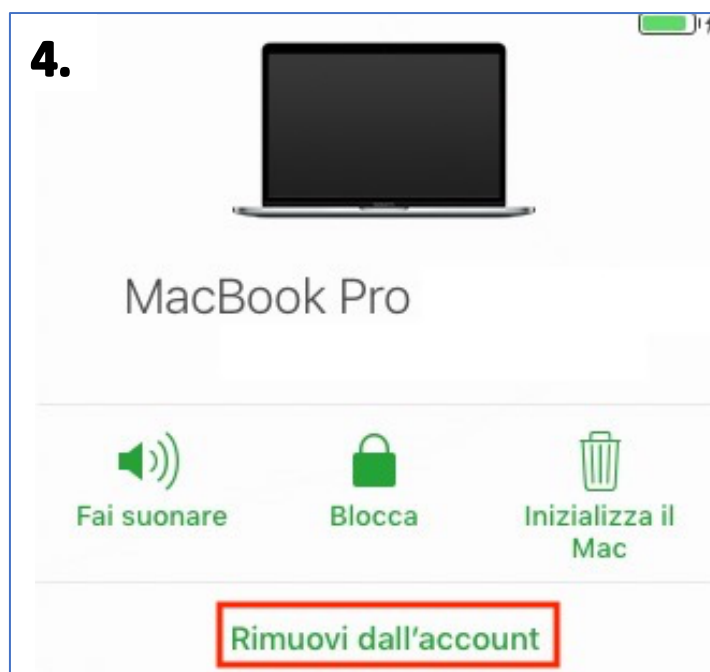 4.
MacBook Pro
Fai suonare
Blocca
Inizializza il
Mac
Rimuovi dall'account